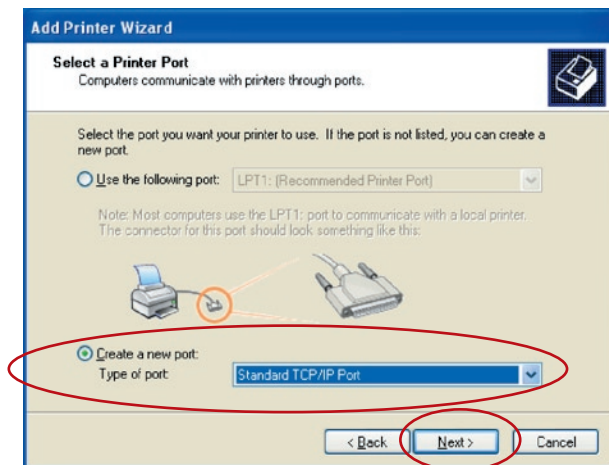 Add Printer Wizard
Select a Printer Port
Computers communicate with printers through ports.
Select the port you want your printer to use. If the port is not listed, you can create a
new port.
Use the following port:
LPT1: (Recommended Printer Port)
Note: Most computers use the LPT1: port to communicate with a local printer.
The connector for this port should look something like this:
Create a new port:
Type of port:
Standard TCP/IP Port
< Back
Next >
Cancel